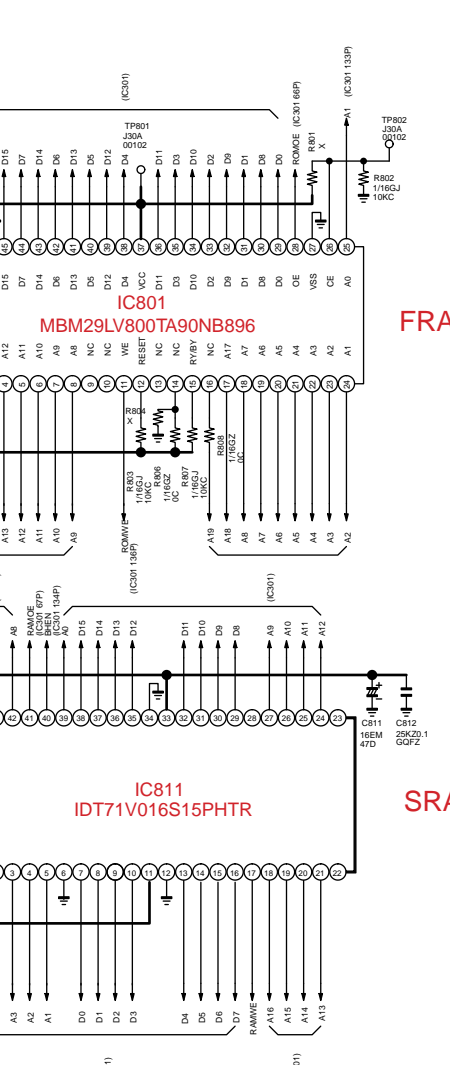 (IC301)
D15 D7 D14 D6 D13 D5 D12 D4
TP801
J30A
00102
D11 D3 D10 D2 D9 D1 D8 D0
ROMOE (IC301 66P)
R801
X
A1 (IC301 133P)
TP802
J30A
00102
R802
1/16GJ
10KC
45 44 43 42 41 40 39 38 37 36 35 34 33 32 31 30 29 28 27 26 25
D15 D7 D14 D6 D13 D5 D12 D4 VCC D11 D3 D10 D2 D9 D1 D8 D0 OE VSS CE A0
IC801
MBM29LV800TA90NB896
FRA
A12 A11 A10 A9 A8 NC NC WE RESET NC NC RY/BY NC A17 A7 A6 A5 A4 A3 A2 A1
4 5 6 7 8 9 10 11 12 13 14 15 16 17 18 19 20 21 22 23 24
R804
X
R803
1/16GJ
10KC
R806
1/16GZ
0C
R807
1/16GJ
10KC
R808
1/16GZ
0C
A13 A12 A11 A10 A9
ROMWE
(IC301 136P)
A19 A18 A8 A7 A6 A5 A4 A3 A2
A8
RAMOE
(IC301 67P)
BHEN
(IC301 134P)
A0
D15 D14 D13 D12
(IC301)
D11 D10 D9 D8 A9 A10 A11 A12
42 41 40 39 38 37 36 35 34 33 32 31 30 29 28 27 26 25 24 23
C811
16EM
47D
C812
25KZ0.1
GQFZ
IC811
IDT71V016S15PHTR
SRA
3 4 5 6 7 8 9 10 11 12 13 14 15 16 17 18 19 20 21 22
A3 A2 A1 D0 D1 D2 D3 D4 D5 D6 D7 RAMWE A16 A15 A14 A13
1)
01)